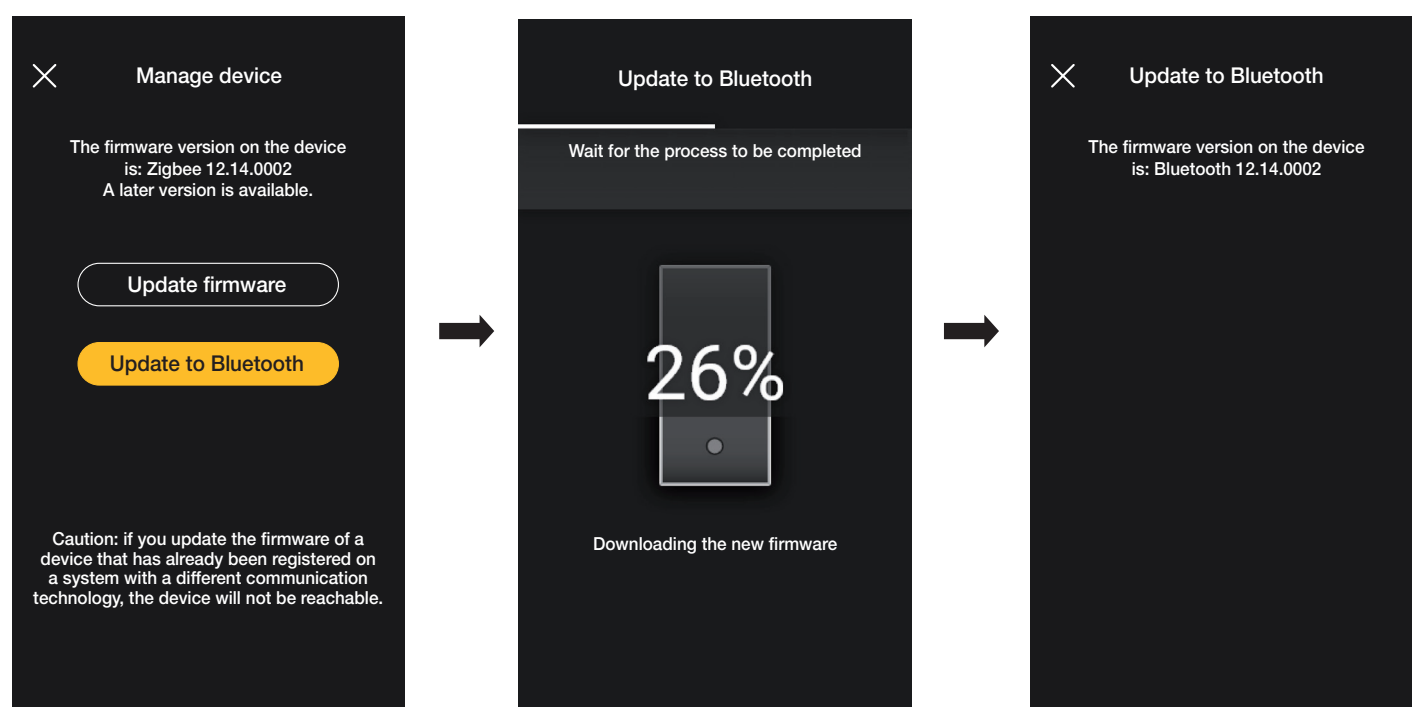 Manage device
The firmware version on the device
is: Zigbee 12.14.0002
A later version is available.
Update firmware
Update to Bluetooth
Caution: if you update the firmware of a
device that has already been registered on
a system with a different communication
technology, the device will not be reachable.
Update to Bluetooth
Wait for the process to be completed
26%
Downloading the new firmware
Update to Bluetooth
The firmware version on the device
is: Bluetooth 12.14.0002